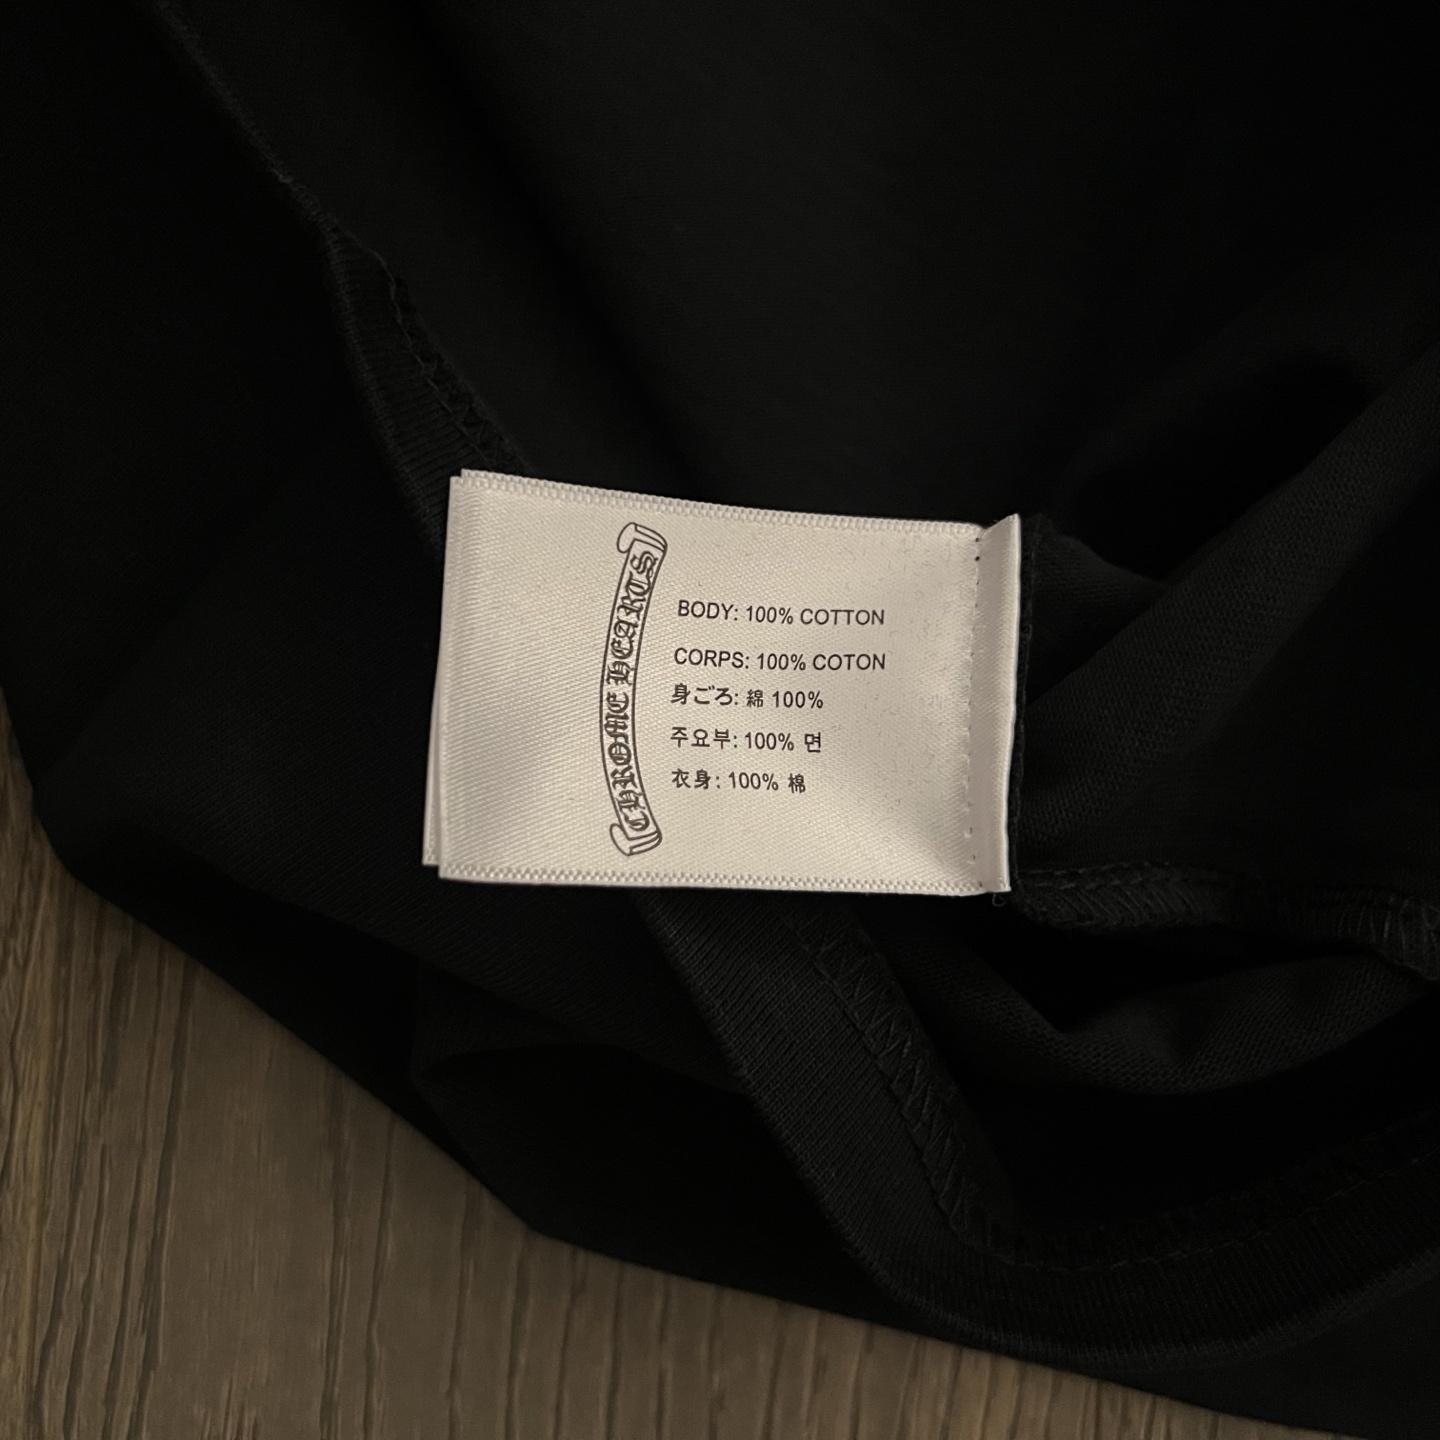 CHROME HEARTS
BODY: 100% COTTON
CORPS: 100% COTON
身ごろ: 綿 100%
주요부: 100% 면
衣身: 100% 棉